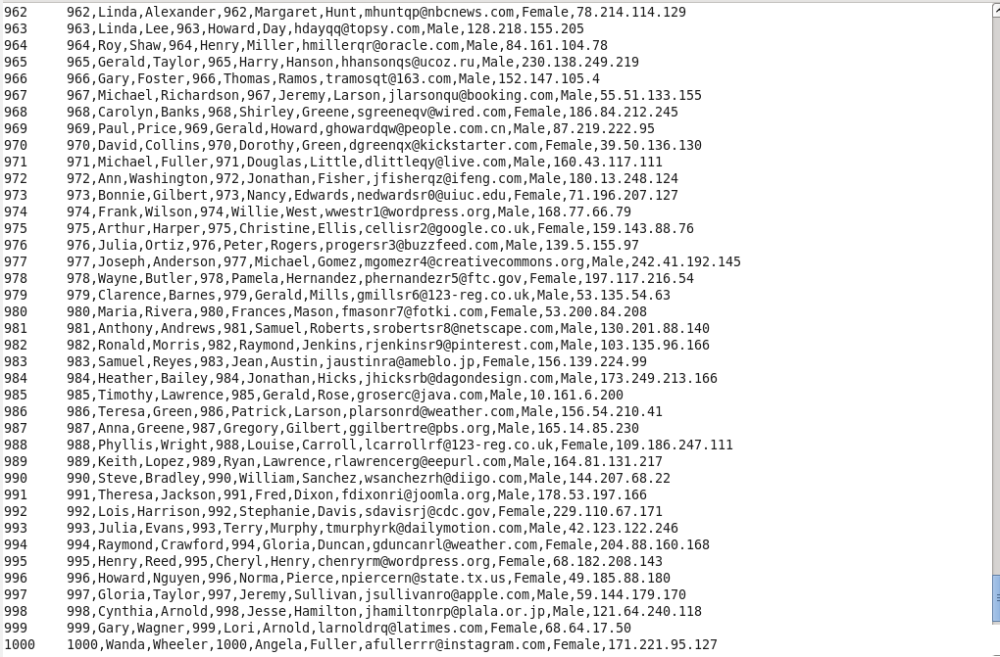 962 962,Linda,Alexander,962,Margaret,Hunt,mhuntqp@nbcnews.com,Female,78.214.114.129
963 963,Linda,Lee,963,Howard,Day,hdayqq@topsy.com,Male,128.218.155.205
964 964,Roy,Shaw,964,Henry,Miller,hmillerqr@oracle.com,Male,84.161.104.78
965 965,Gerald,Taylor,965,Harry,Hanson,hhansonqs@ucoz.ru,Male,230.138.249.219
966 966,Gary,Foster,966,Thomas,Ramos,tramosqt@163.com,Male,152.147.105.4
967 967,Michael,Richardson,967,Jeremy,Larson,jlarsonqu@booking.com,Male,55.51.133.155
968 968,Carolyn,Banks,968,Shirley,Greene,sgreeneqv@wired.com,Female,186.84.212.245
969 969,Paul,Price,969,Gerald,Howard,ghowardqw@people.com.cn,Male,87.219.222.95
970 970,David,Collins,970,Dorothy,Green,dgreenqx@kickstarter.com,Female,39.50.136.130
971 971,Michael,Fuller,971,Douglas,Little,dlittleqy@live.com,Male,160.43.117.111
972 972,Ann,Washington,972,Jonathan,Fisher,jfisherqz@ifeng.com,Male,180.13.248.124
973 973,Bonnie,Gilbert,973,Nancy,Edwards,nedwardsr0@uiuc.edu,Female,71.196.207.127
974 974,Frank,Wilson,974,Willie,West,wwestr1@wordpress.org,Male,168.77.66.79
975 975,Arthur,Harper,975,Christine,Ellis,cellisr2@google.co.uk,Female,159.143.88.76
976 976,Julia,Ortiz,976,Peter,Rogers,progersr3@buzzfeed.com,Male,139.5.155.97
977 977,Joseph,Anderson,977,Michael,Gomez,mgomezr4@creativecommons.org,Male,242.41.192.145
978 978,Wayne,Butler,978,Pamela,Hernandez,phernandezr5@ftc.gov,Female,197.117.216.54
979 979,Clarence,Barnes,979,Gerald,Mills,gmillsr6@123-reg.co.uk,Male,53.135.54.63
980 980,Maria,Rivera,980,Frances,Mason,fmasonr7@fotki.com,Female,53.200.84.208
981 981,Anthony,Andrews,981,Samuel,Roberts,srobertsr8@netscape.com,Male,130.201.88.140
982 982,Ronald,Morris,982,Raymond,Jenkins,rjenkinsr9@pinterest.com,Male,103.135.96.166
983 983,Samuel,Reyes,983,Jean,Austin,jaustinra@ameblo.jp,Female,156.139.224.99
984 984,Heather,Bailey,984,Jonathan,Hicks,jhicksrb@dagondesign.com,Male,173.249.213.166
985 985,Timothy,Lawrence,985,Gerald,Rose,groserc@java.com,Male,10.161.6.200
986 986,Teresa,Green,986,Patrick,Larson,plarsonrd@weather.com,Male,156.54.210.41
987 987,Anna,Greene,987,Gregory,Gilbert,ggilbertre@pbs.org,Male,165.14.85.230
988 988,Phyllis,Wright,988,Louise,Carroll,lcarrollrf@123-reg.co.uk,Female,109.186.247.111
989 989,Keith,Lopez,989,Ryan,Lawrence,rlawrencerg@eepurl.com,Male,164.81.131.217
990 990,Steve,Bradley,990,William,Sanchez,wsanchezrh@diigo.com,Male,144.207.68.22
991 991,Theresa,Jackson,991,Fred,Dixon,fdixonri@joomla.org,Male,178.53.197.166
992 992,Lois,Harrison,992,Stephanie,Davis,sdavisrj@cdc.gov,Female,229.110.67.171
993 993,Julia,Evans,993,Terry,Murphy,tmurphyrk@dailymotion.com,Male,42.123.122.246
994 994,Raymond,Crawford,994,Gloria,Duncan,gduncanrl@weather.com,Female,204.88.160.168
995 995,Henry,Reed,995,Cheryl,Henry,chenryrm@wordpress.org,Female,68.182.208.143
996 996,Howard,Nguyen,996,Norma,Pierce,npiercern@state.tx.us,Female,49.185.88.180
997 997,Gloria,Taylor,997,Jeremy,Sullivan,jsullivanro@apple.com,Male,59.144.179.170
998 998,Cynthia,Arnold,998,Jesse,Hamilton,jhamiltonrp@plala.or.jp,Male,121.64.240.118
999 999,Gary,Wagner,999,Lori,Arnold,larnoldrq@latimes.com,Female,68.64.17.50
1000 1000,Wanda,Wheeler,1000,Angela,Fuller,afullerrr@instagram.com,Female,171.221.95.127